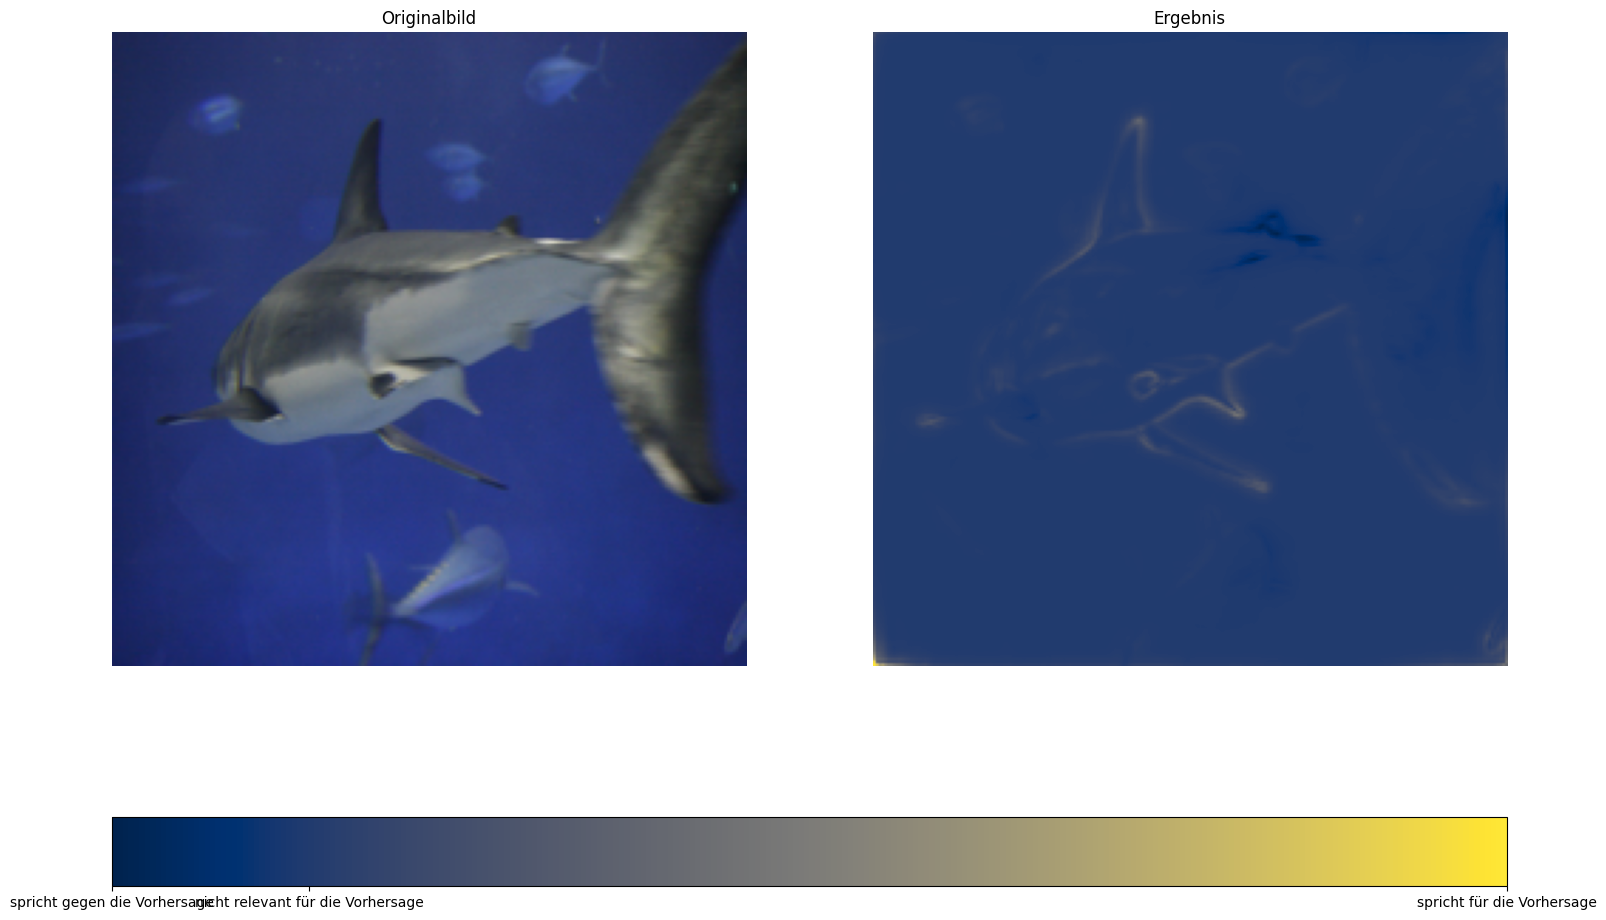 Originalbild
Ergebnis
spricht gegen die Vorhersage
nicht relevant für die Vorhersage
spricht für die Vorhersage